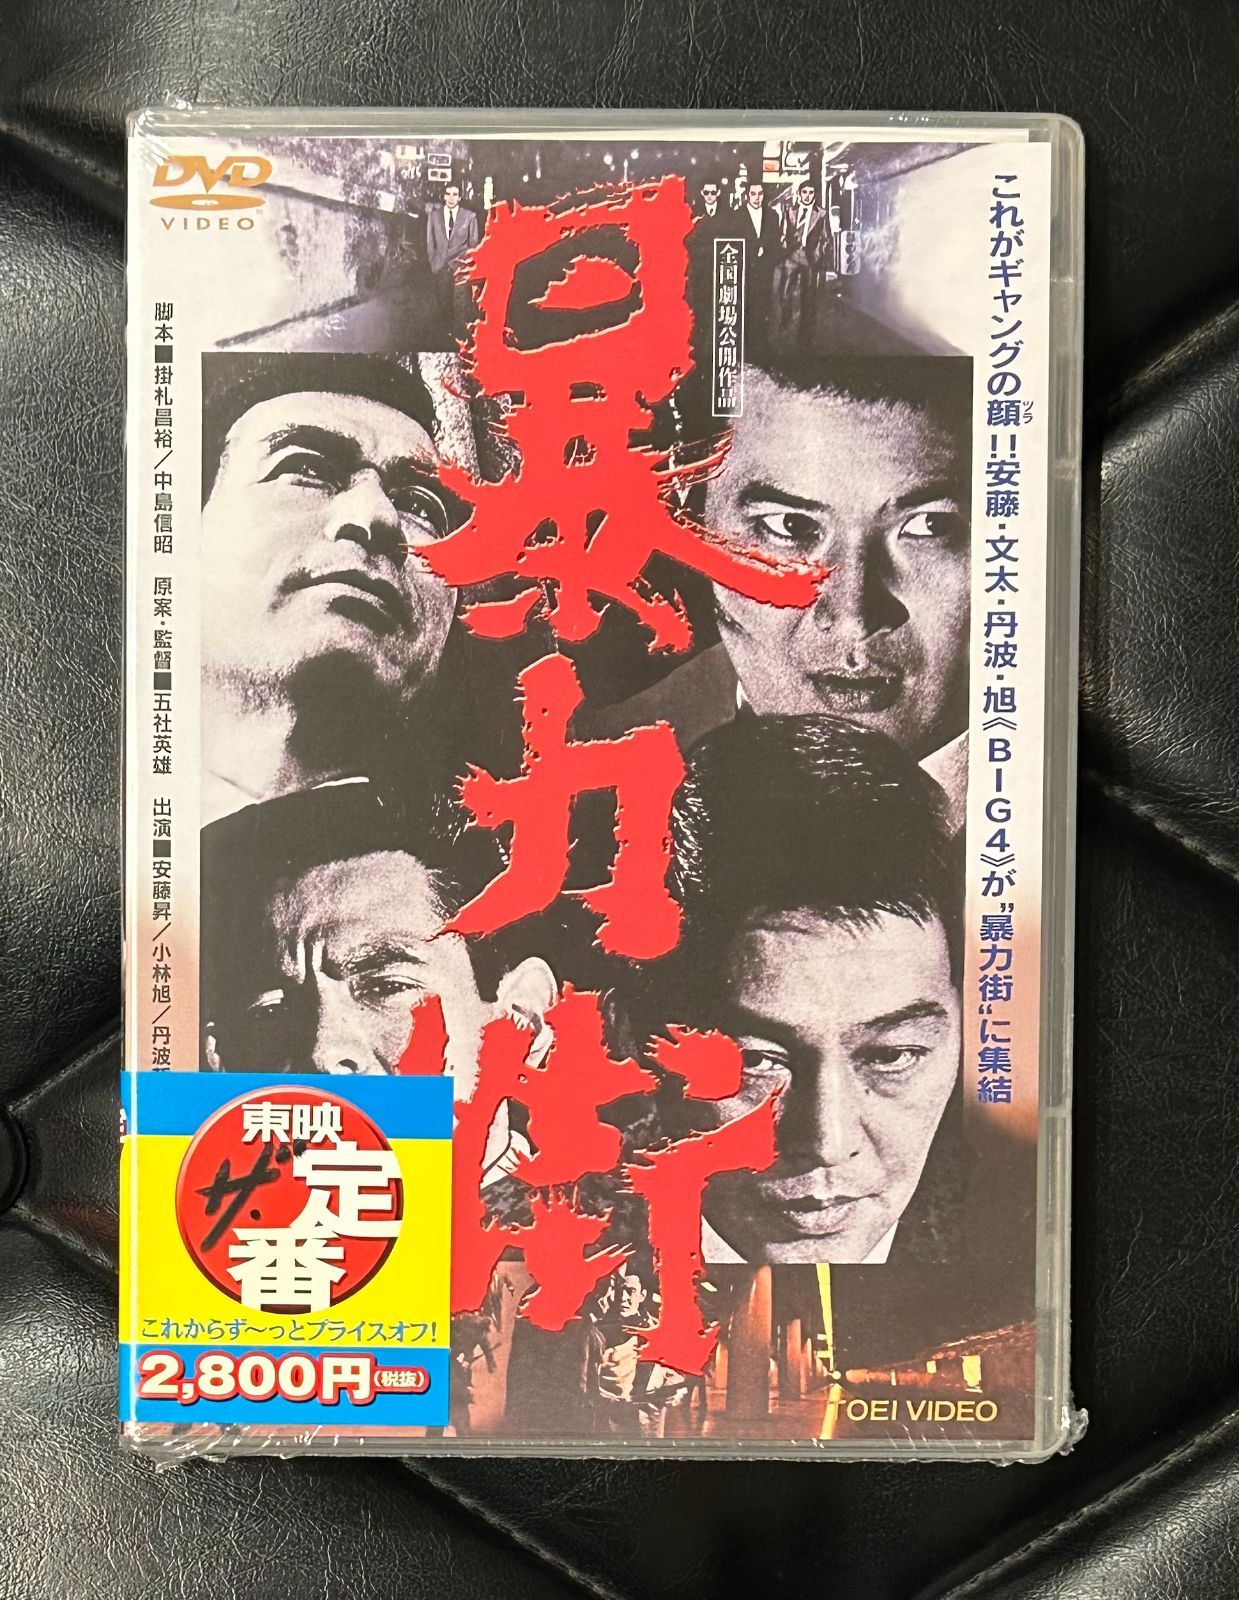 DVD
VIDEO
これがギャングの顔!!安藤・文太・丹波・旭《BIG4》が"暴力街"に集結
ツラ
全国劇場公開作品
暴力街
脚本■掛札昌裕/中島信昭 原案・監督■五社英雄 出演■安藤昇/小林旭/丹波
東映
ザ・
定番
これからず〜っとプライスオフ!
2,800円(税抜)
TOEI VIDEO